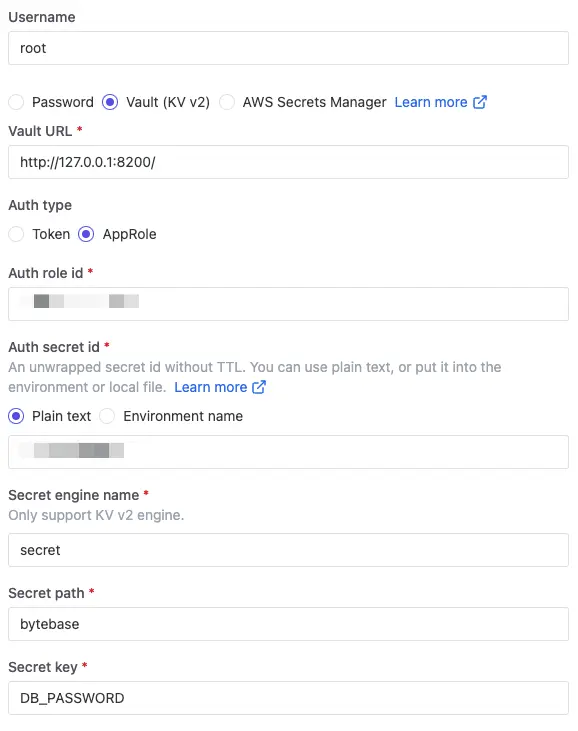 Username
root
Password Vault (KV v2) AWS Secrets Manager Learn more
Vault URL *
http://127.0.0.1:8200/
Auth type
Token AppRole
Auth role id *
Auth secret id *
An unwrapped secret id without TTL. You can use plain text, or put it into the
environment or local file. Learn more
Plain text Environment name
Secret engine name *
Only support KV v2 engine.
secret
Secret path *
bytebase
Secret key *
DB_PASSWORD